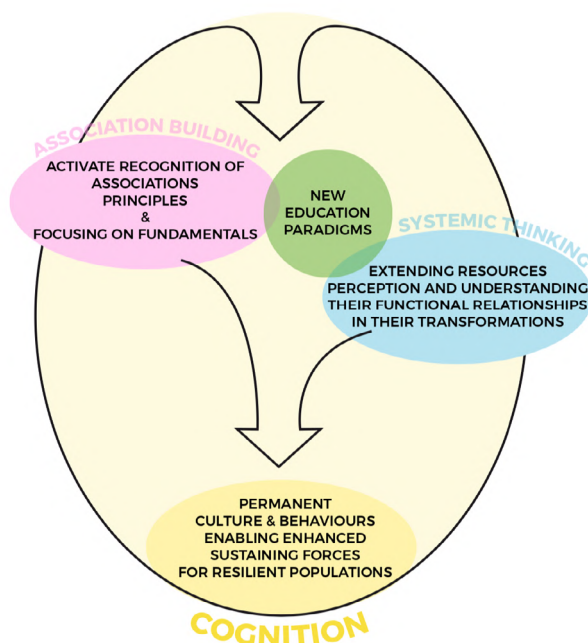 ASSOCIATION BUILDING
ACTIVATE RECOGNITION OF
ASSOCIATIONS
PRINCIPLES
&
FOCUSING ON FUNDAMENTALS
NEW
EDUCATION
PARADIGMS
SYSTEMIC THINKING
EXTENDING RESOURCES
PERCEPTION AND UNDERSTANDING
THEIR FUNCTIONAL RELATIONSHIPS
IN THEIR TRANSFORMATIONS
PERMANENT
CULTURE & BEHAVIOURS
ENABLING ENHANCED
SUSTAINING FORCES
FOR RESILIENT POPULATIONS
COGNITION